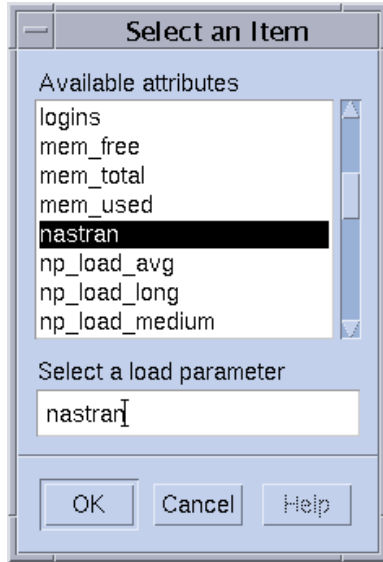 Select an Item
Available attributes
logins
mem_free
mem_total
mem_used
nastran
np_load_avg
np_load_long
np_load_medium
Select a load parameter
nastran
OK Cancel Help